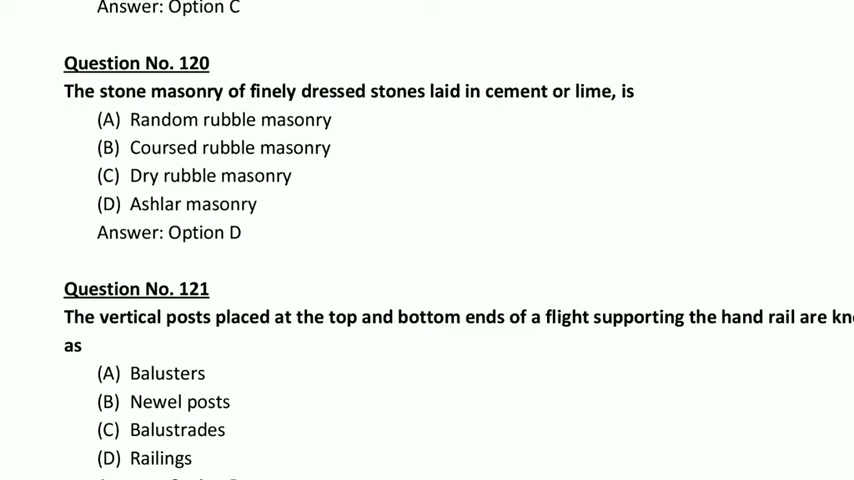 Answer: Option C
Question No. 120
The stone masonry of finely dressed stones laid in cement or lime, is
(A) Random rubble masonry
(B) Coursed rubble masonry
(C) Dry rubble masonry
(D) Ashlar masonry
Answer: Option D
Question No. 121
The vertical posts placed at the top and bottom ends of a flight supporting the hand rail are
as
(A) Balusters
(B) Newel posts
(C) Balustrades
(D) Railings